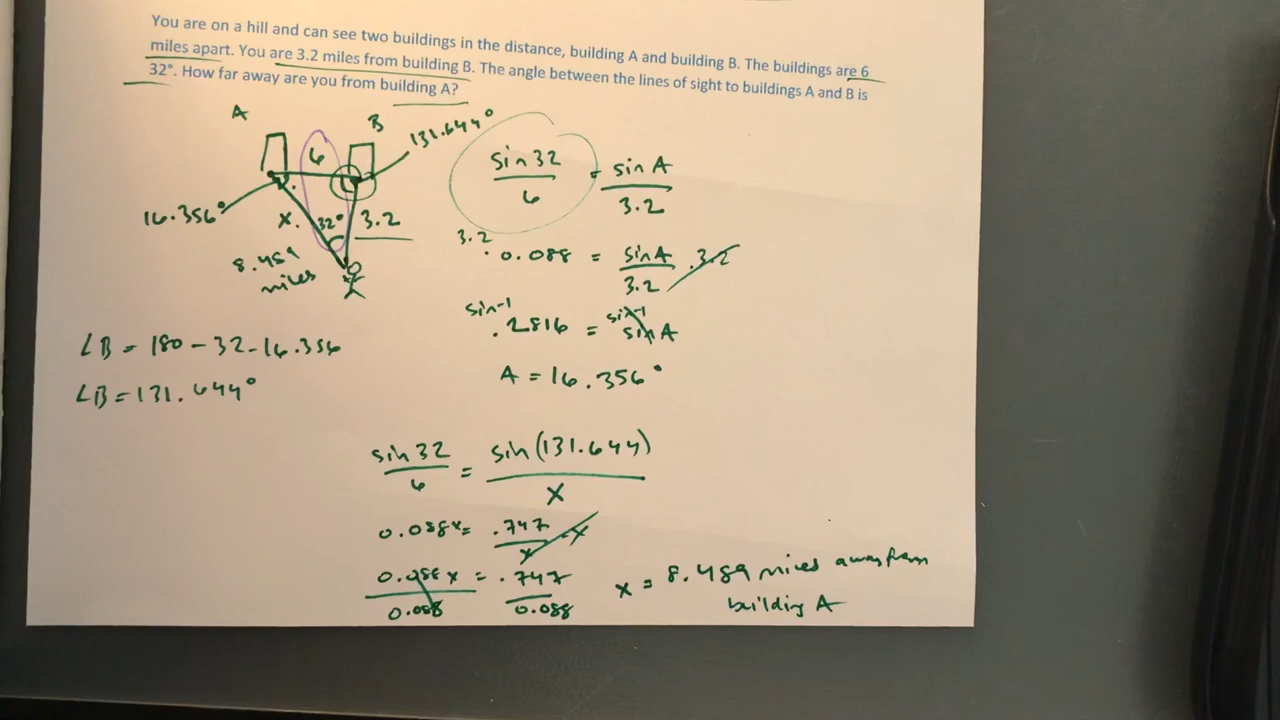 You are on a hill and can see two buildings in the distance, building A and building B. The buildings are 6
miles apart. You are 3.2 miles from building B. The angle between the lines of sight to buildings A and B is
32°. How far away are you from building A?
A
B
131.644°
6
16.356°
x.
32°
3.2
8.489
miles
sin 32 / 6 = sin A / 3.2
3.2 · 0.088 = sin A / 3.2 · 3.2
sin-1 .2816 = sin-1 sin A
A = 16.356°
∠B = 180 - 32 - 16.356
∠B = 131.644°
sin 32 / 6 = sin (131.644) / x
0.088x = .747 / x · x
0.088 x / 0.088 = .747 / 0.088
x = 8.489 miles away from
building A